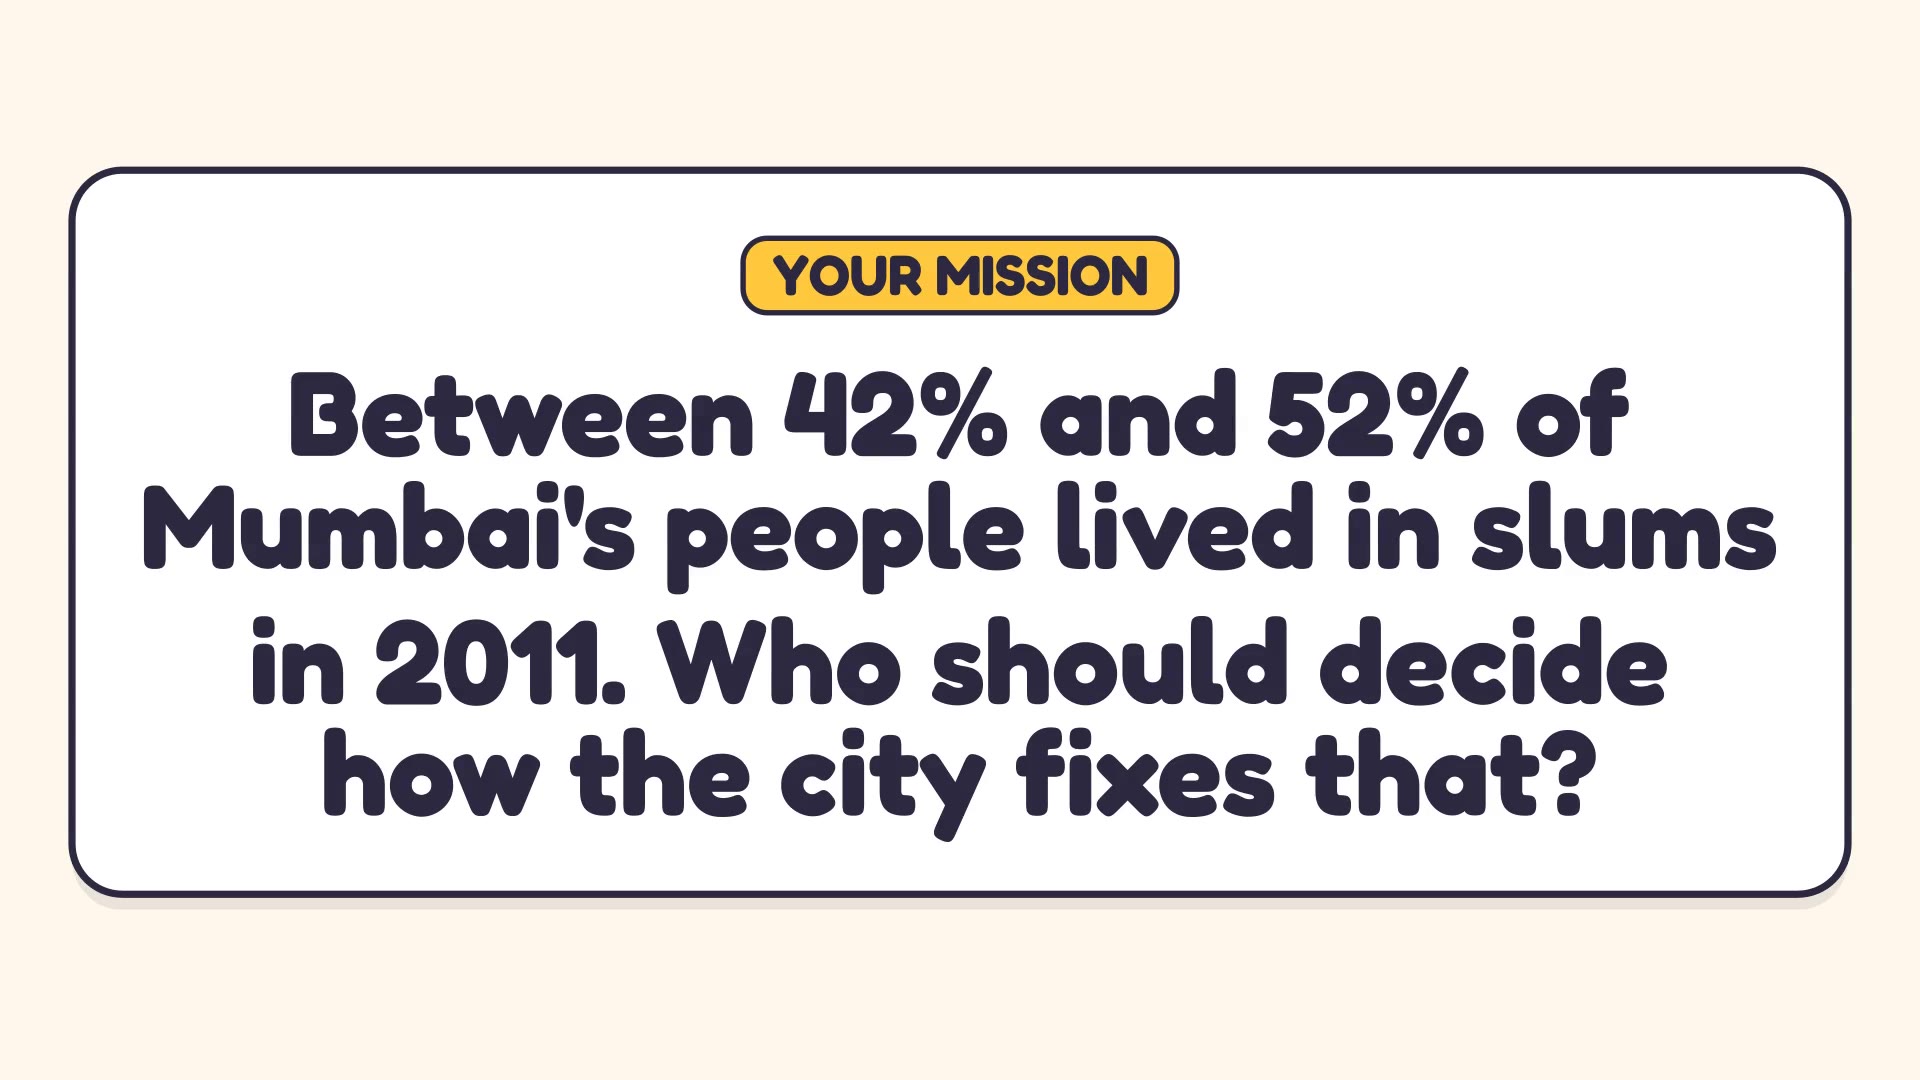 YOUR MISSION
Between 42% and 52% of
Mumbai's people lived in slums
in 2011. Who should decide
how the city fixes that?